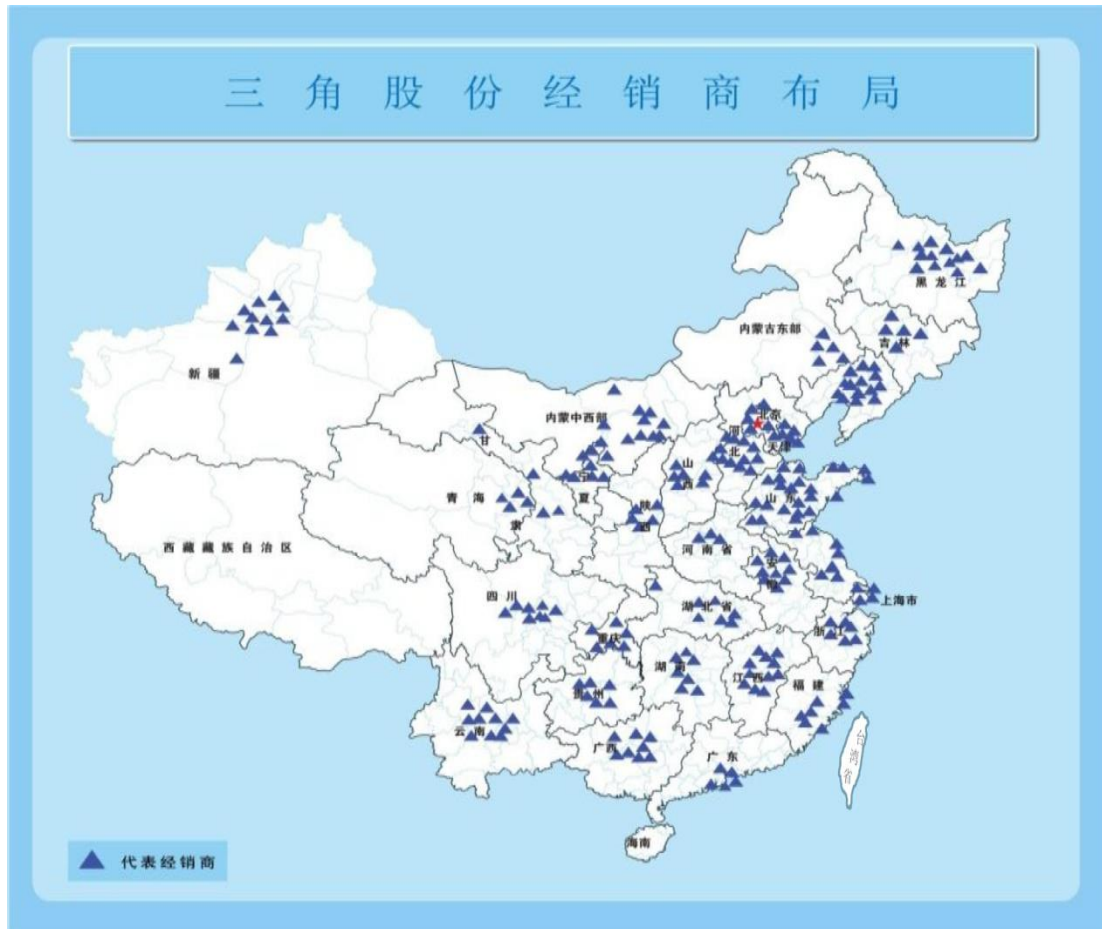 三角股份经销商布局
黑龙江
内蒙古东部
吉林
新疆
北京
内蒙中西部
河北
天津
甘肃
山西
宁夏
青海
山东
陕西
西藏藏族自治区
河南省
安徽
四川
湖北省
上海市
浙江
重庆
湖南
江西
福建
贵州
云南
广西
广东
台湾省
海南
代表经销商